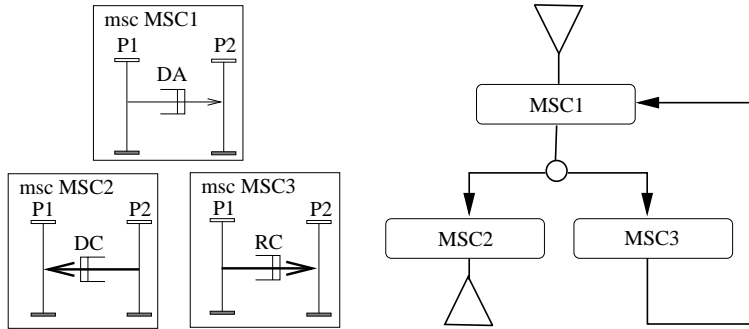 msc MSC1
P1 P2
DA
msc MSC2
P1 P2
DC
msc MSC3
P1 P2
RC
MSC1
MSC2
MSC3